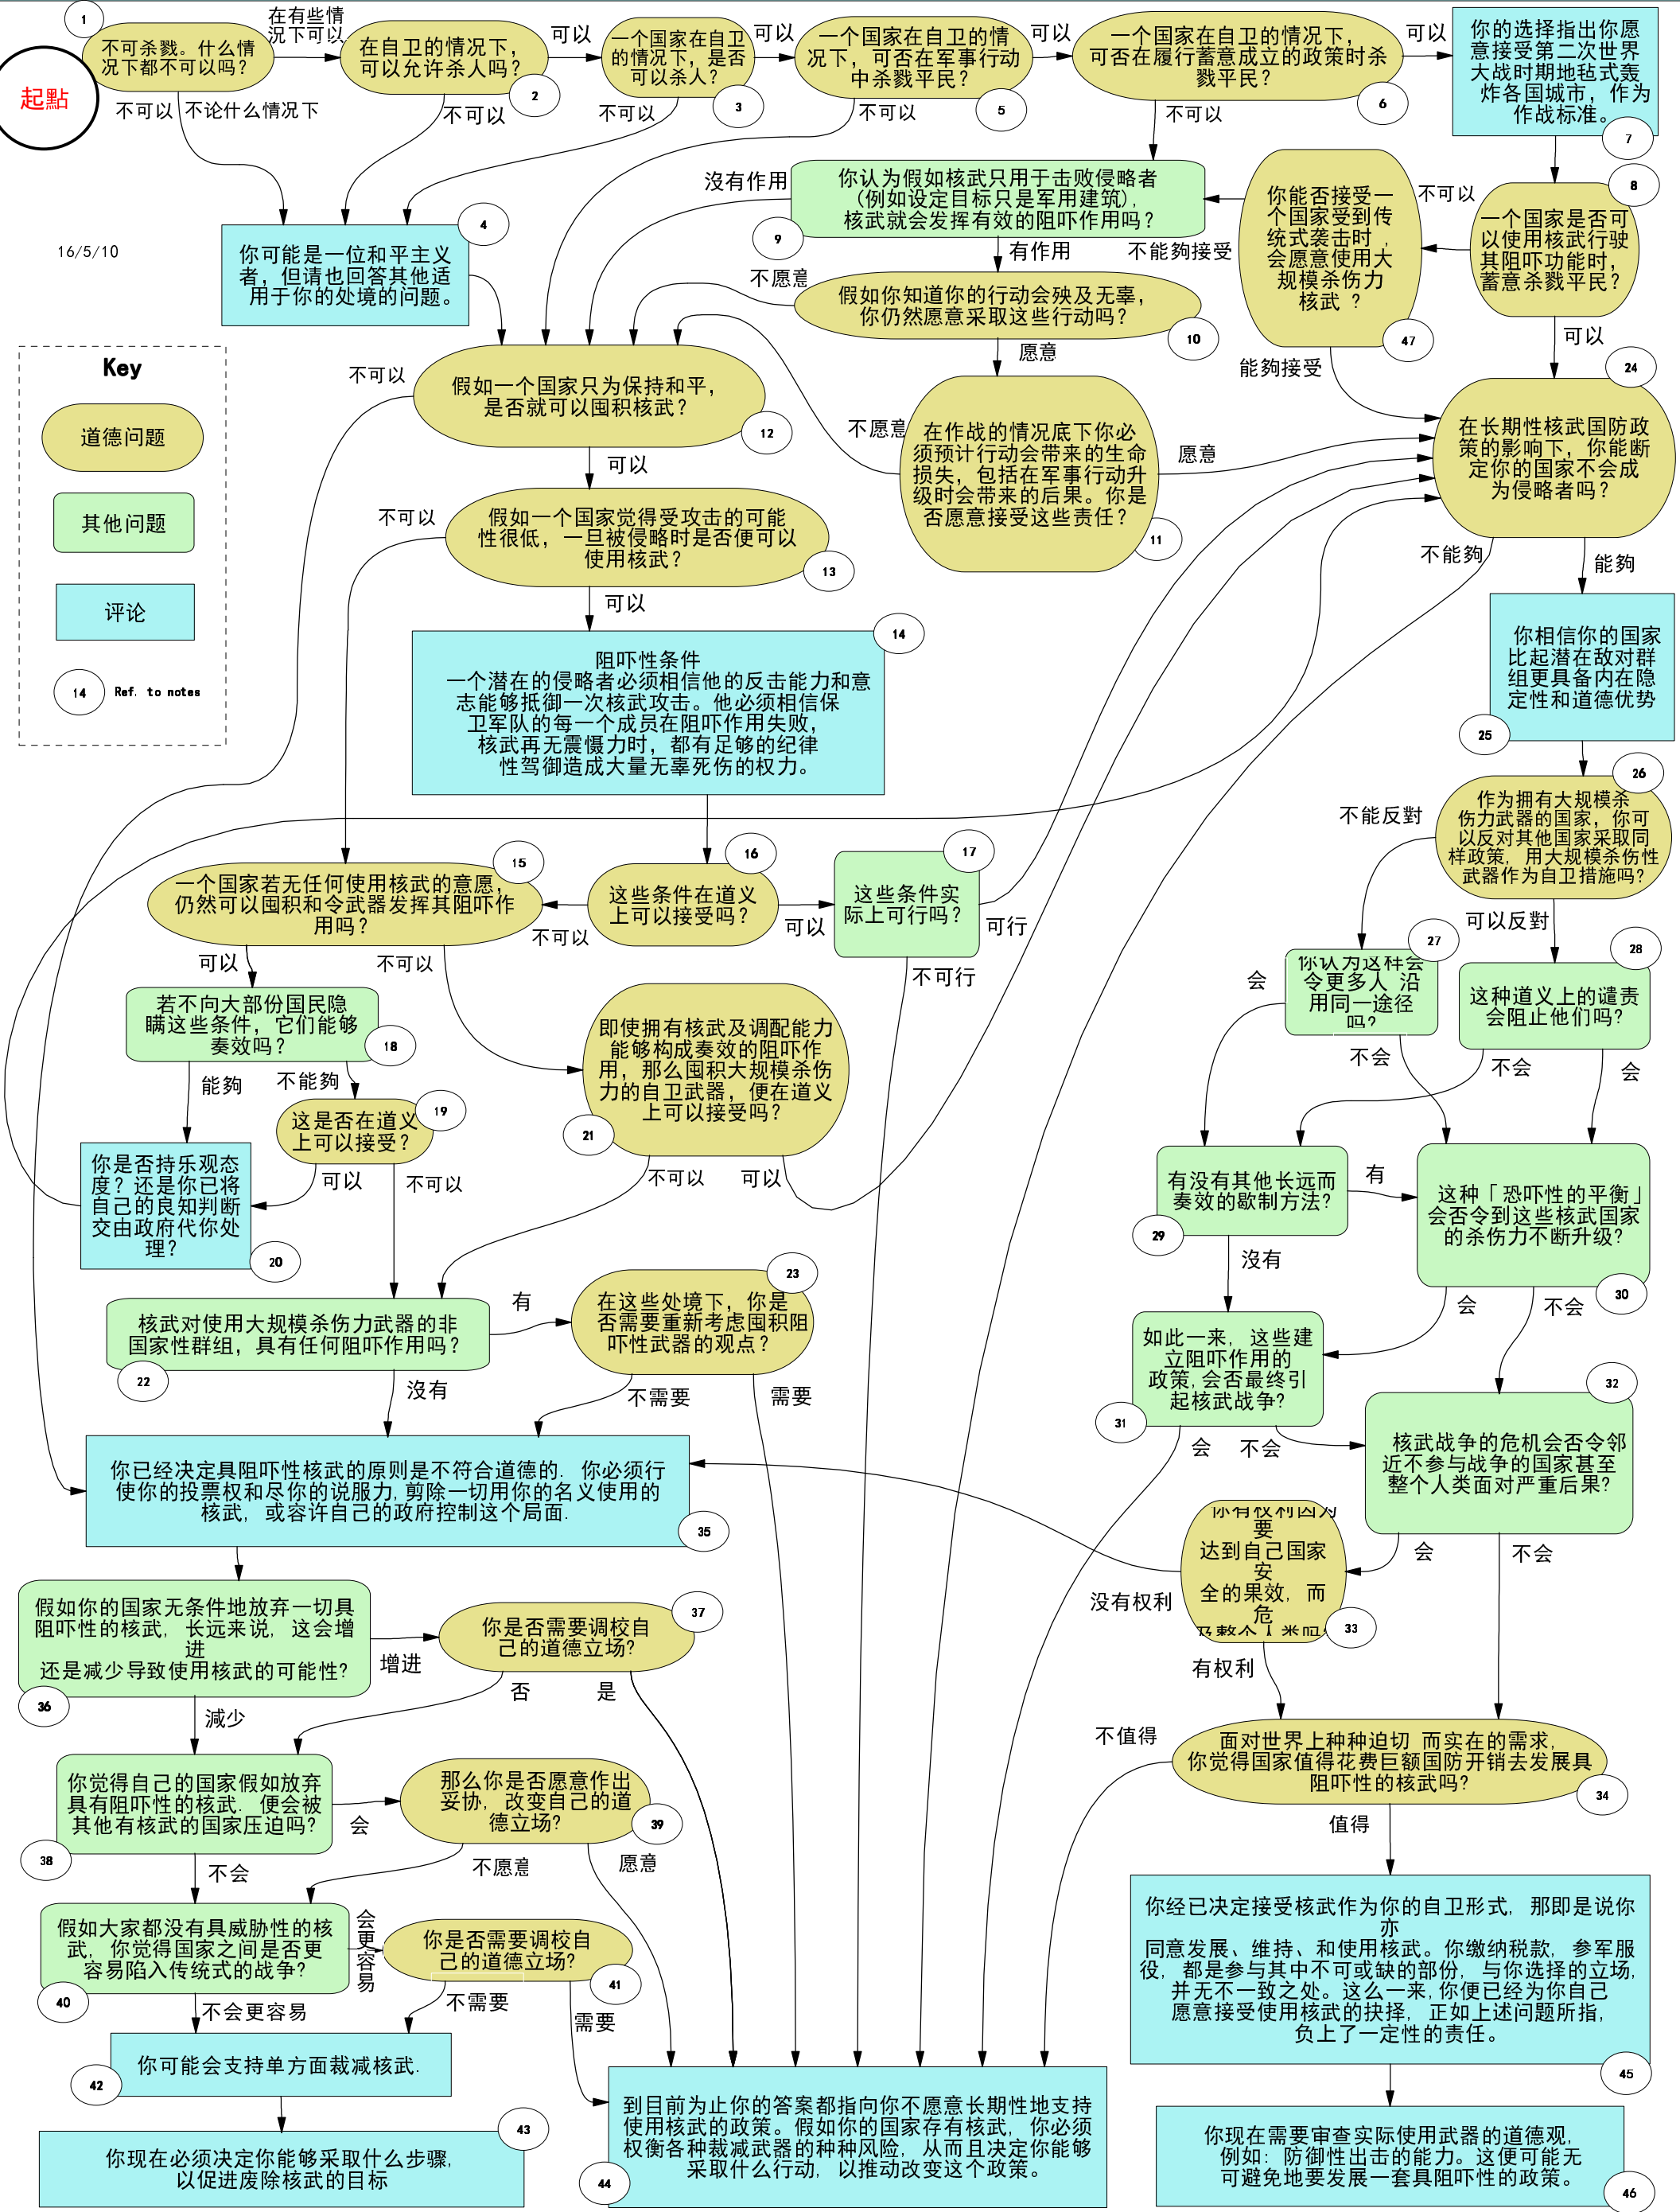 1
不可杀戮。什么情
况下都不可以吗？
起點
在有些情
况下可以
不可以
不论什么情况下
在自卫的情况下，
可以允许杀人吗？
2
可以
不可以
一个国家在自卫
的情况下，是否
可以杀人？
3
可以
不可以
一个国家在自卫的情
况下，可否在军事行动
中杀戮平民？
5
可以
不可以
一个国家在自卫的情况下，
可否在履行蓄意成立的政策时杀
戮平民？
6
可以
不可以
你的选择指出你愿
意接受第二次世界
大战时期地毡式轰
炸各国城市，作为
作战标准。
7
16/5/10
你可能是一位和平主义
者，但请也回答其他适
用于你的处境的问题。
4
沒有作用
你认为假如核武只用于击败侵略者
（例如设定目标只是军用建筑），
核武就会发挥有效的阻吓作用吗？
9
有作用
不能夠接受
你能否接受一
个国家受到传
统式袭击时，
会愿意使用大
规模杀伤力
核武 ？
47
能夠接受
不可以
一个国家是否可
以使用核武行驶
其阻吓功能时，
蓄意杀戮平民？
8
可以
不愿意
假如你知道你的行动会殃及无辜，
你仍然愿意采取这些行动吗？
10
愿意
Key
道德问题
其他问题
评论
14
Ref. to notes
不可以
假如一个国家只为保持和平，
是否就可以囤积核武？
12
可以
不愿意
在作战的情况底下你必
须预计行动会带来的生命
损失，包括在军事行动升
级时会带来的后果。你是
否愿意接受这些责任？
11
愿意
在长期性核武国防政
策的影响下，你能断
定你的国家不会成
为侵略者吗？
24
不能夠
能夠
不可以
假如一个国家觉得受攻击的可能
性很低，一旦被侵略时是否便可以
使用核武？
13
可以
阻吓性条件
一个潜在的侵略者必须相信他的反击能力和意
志能够抵御一次核武攻击。他必须相信保
卫军队的每一个成员在阻吓作用失败，
核武再无震慑力时，都有足够的纪律
性驾御造成大量无辜死伤的权力。
14
你相信你的国家
比起潜在敌对群
组更具备内在隐
定性和道德优势
25
作为拥有大规模杀
伤力武器的国家，你可
以反对其他国家采取同
样政策，用大规模杀伤性
武器作为自卫措施吗？
26
不能反對
可以反對
一个国家若无任何使用核武的意愿，
仍然可以囤积和令武器发挥其阻吓作
用吗？
15
可以
不可以
这些条件在道义
上可以接受吗？
16
不可以
可以
这些条件实
际上可行吗？
17
可行
不可行
你认为这种会
令更多人 沿
用同一途径
吗？
27
会
不会
这种道义上的谴责
会阻止他们吗？
28
不会
会
若不向大部份国民隐
瞒这些条件，它们能够
奏效吗？
18
能夠
不能夠
这是否在道义
上可以接受？
19
可以
不可以
你是否持乐观态
度？还是你已将
自己的良知判断
交由政府代你处
理？
20
即使拥有核武及调配能力
能够构成奏效的阻吓作
用，那么囤积大规模杀伤
力的自卫武器，便在道义
上可以接受吗？
21
不可以
可以
有没有其他长远而
奏效的歇制方法？
29
有
沒有
这种「恐吓性的平衡」
会否令到这些核武国家
的杀伤力不断升级？
30
会
不会
核武对使用大规模杀伤力武器的非
国家性群组，具有任何阻吓作用吗？
22
有
沒有
在这些处境下，你是
否需要重新考虑囤积阻
吓性武器的观点？
23
不需要
需要
如此一来，这些建
立阻吓作用的
政策，会否最终引
起核武战争？
31
会
不会
核武战争的危机会否令邻
近不参与战争的国家甚至
整个人类面对严重后果？
32
会
不会
你已经决定具阻吓性核武的原则是不符合道德的．你必须行
使你的投票权和尽你的说服力，剪除一切用你的名义使用的
核武，或容许自己的政府控制这个局面．
35
你有权利因为
要
达到自己国家
安
全的果效，而
危
及整个人类吗？
33
没有权利
有权利
假如你的国家无条件地放弃一切具
阻吓性的核武，长远来说，这会增
进
还是减少导致使用核武的可能性？
36
增进
減少
你是否需要调校自
己的道德立场？
37
否
是
不值得
面对世界上种种迫切 而实在的需求，
你觉得国家值得花费巨额国防开销去发展具
阻吓性的核武吗？
34
值得
你觉得自己的国家假如放弃
具有阻吓性的核武．便会被
其他有核武的国家压迫吗？
38
会
不会
那么你是否愿意作出
妥协，改变自己的道
德立场？
39
不愿意
愿意
假如大家都没有具威胁性的核
武，你觉得国家之间是否更
容易陷入传统式的战争？
40
会更容易
不会更容易
你是否需要调校自
己的道德立场？
41
不需要
需要
你经已决定接受核武作为你的自卫形式，那即是说你
亦
同意发展、维持、和使用核武。你缴纳税款，参军服
役，都是参与其中不可或缺的部份，与你选择的立场，
并无不一致之处。这么一来，你便已经为你自己
愿意接受使用核武的抉择，正如上述问题所指，
负上了一定性的责任。
45
你可能会支持单方面裁减核武．
42
你现在必须决定你能够采取什么步骤，
以促进废除核武的目标
43
到目前为止你的答案都指向你不愿意长期性地支持
使用核武的政策。假如你的国家存有核武，你必须
权衡各种裁减武器的种种风险，从而且决定你能够
采取什么行动，以推动改变这个政策。
44
你现在需要审查实际使用武器的道德观，
例如：防御性出击的能力。这便可能无
可避免地要发展一套具阻吓性的政策。
46